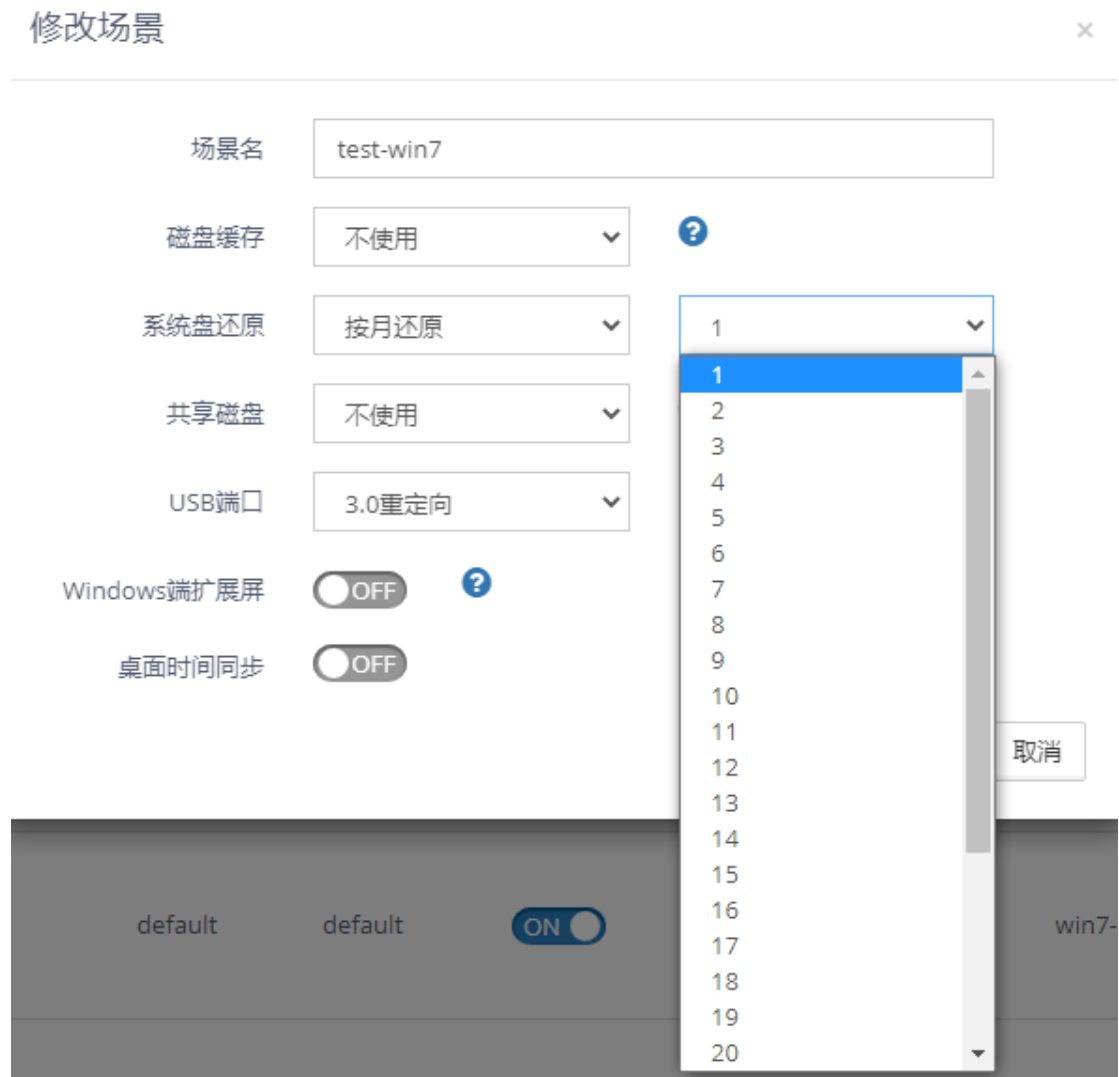 修改场景 ×
场景名 test-win7
磁盘缓存 不使用 ?
系统盘还原 按月还原 1
共享磁盘 不使用
USB端口 3.0重定向
Windows端扩展屏 OFF ?
桌面时间同步 OFF
1
2
3
4
5
6
7
8
9
10
11
12
13
14
15
16
17
18
19
20
取消
default default ON win7-